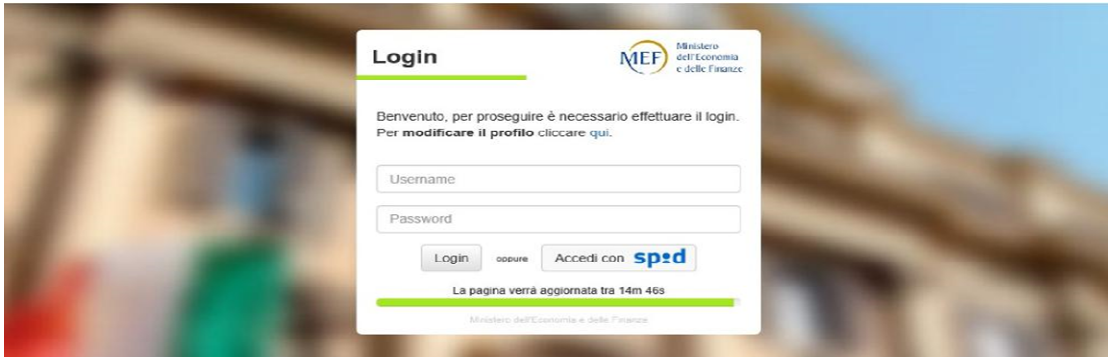 Login
MEF
Ministero
dell'Economia
e delle Finanze
Benvenuto, per proseguire è necessario effettuare il login.
Per modificare il profilo cliccare qui.
Username
Password
Login oppure Accedi con spid
La pagina verrà aggiornata tra 14m 46s
Ministero dell'Economia e delle Finanze